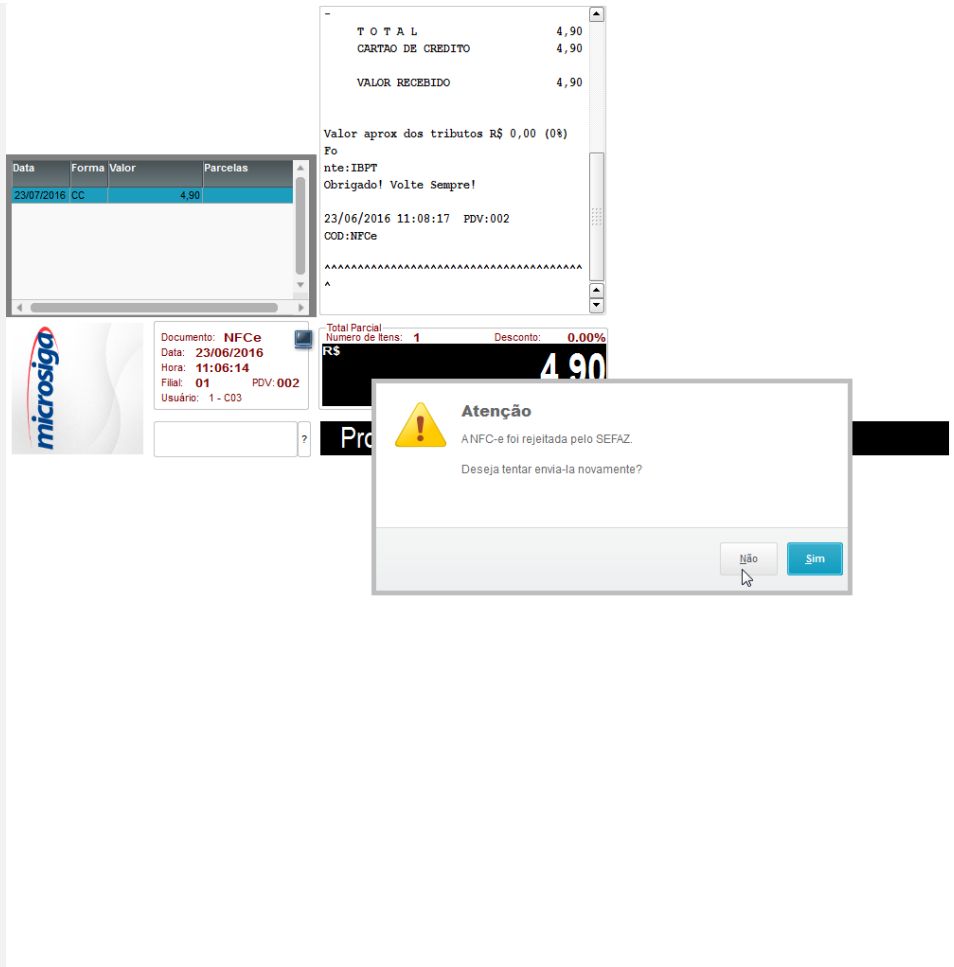 -
T O T A L 4,90
CARTAO DE CREDITO 4,90
VALOR RECEBIDO 4,90
Valor aprox dos tributos R$ 0,00 (0%)
Fo
nte:IBPT
Obrigado! Volte Sempre!
23/06/2016 11:08:17 PDV:002
COD:NFCe
^^^^^^^^^^^^^^^^^^^^^^^^^^^^^^^^^^^^^^^
^
Data Forma Valor Parcelas
23/07/2016 CC 4,90
microsiga
Documento: NFCe
Data: 23/06/2016
Hora: 11:06:14
Filial: 01 PDV: 002
Usuário: 1 - C03
?
Total Parcial
Numero de Itens: 1 Desconto: 0.00%
R$
4,90
Pro
Atenção
A NFC-e foi rejeitada pelo SEFAZ.
Deseja tentar envia-la novamente?
Não Sim